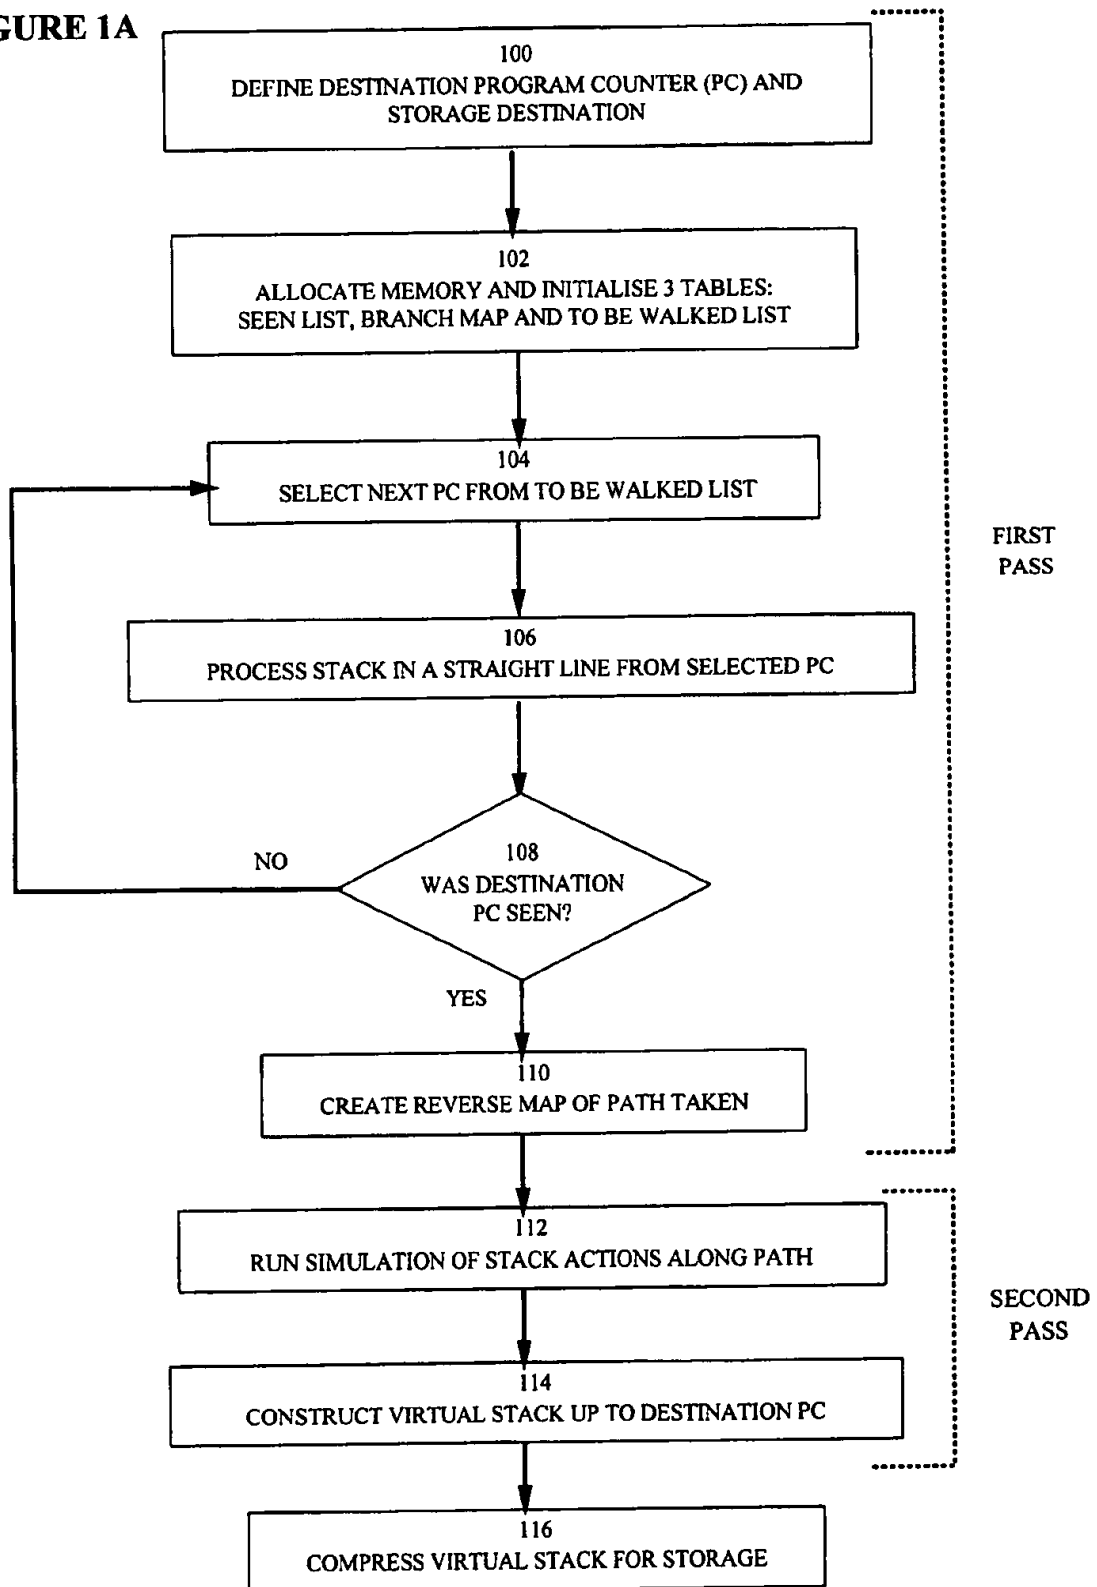 GURE 1A
100
DEFINE DESTINATION PROGRAM COUNTER (PC) AND
STORAGE DESTINATION
102
ALLOCATE MEMORY AND INITIALISE 3 TABLES:
SEEN LIST, BRANCH MAP AND TO BE WALKED LIST
104
SELECT NEXT PC FROM TO BE WALKED LIST
FIRST
PASS
106
PROCESS STACK IN A STRAIGHT LINE FROM SELECTED PC
NO
108
WAS DESTINATION
PC SEEN?
YES
110
CREATE REVERSE MAP OF PATH TAKEN
112
RUN SIMULATION OF STACK ACTIONS ALONG PATH
SECOND
PASS
114
CONSTRUCT VIRTUAL STACK UP TO DESTINATION PC
116
COMPRESS VIRTUAL STACK FOR STORAGE